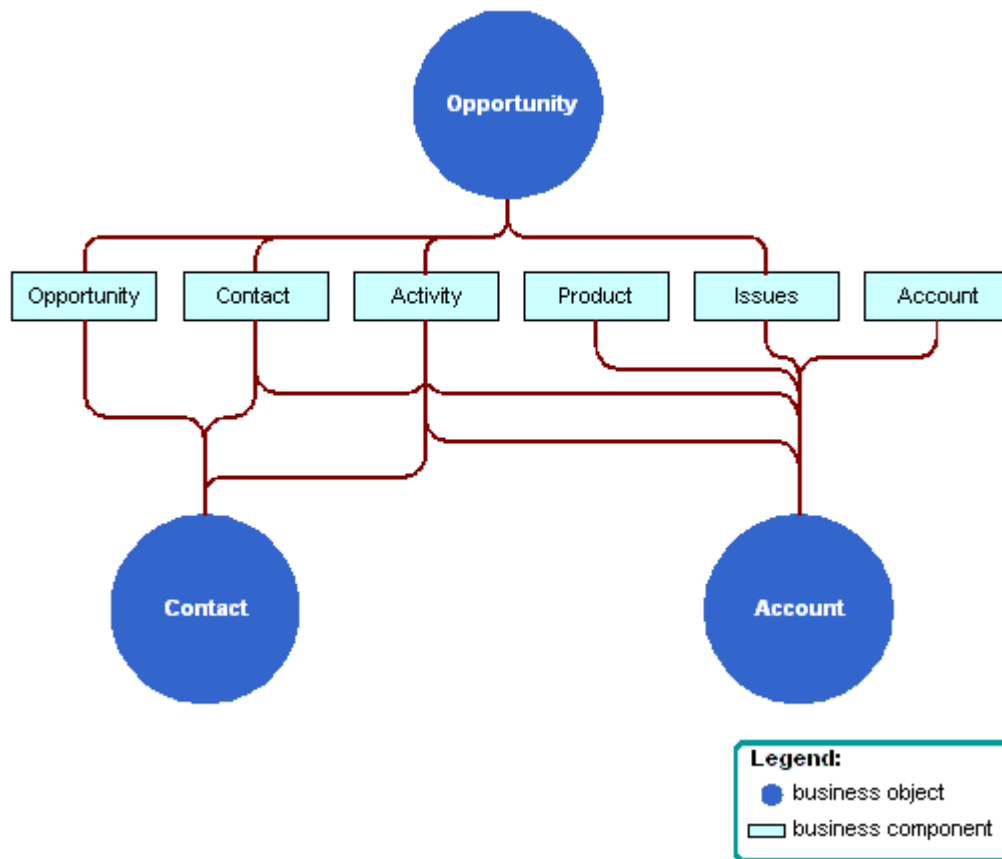 Opportunity
Opportunity
Contact
Activity
Product
Issues
Account
Contact
Account
Legend:
business object
business component